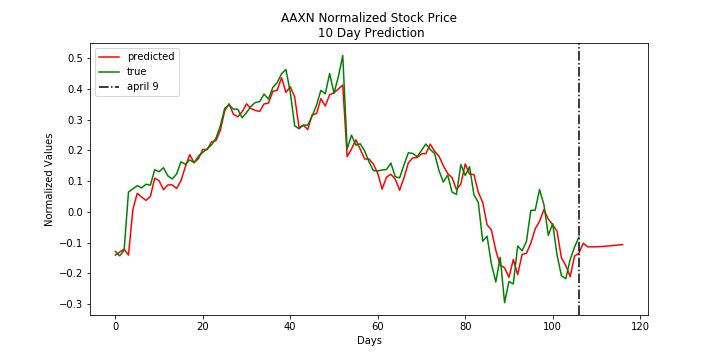 AAXN Normalized Stock Price
10 Day Prediction
predicted
true
april 9
Normalized Values
0.5
0.4
0.3
0.2
0.1
0.0
−0.1
−0.2
−0.3
0 20 40 60 80 100 120
Days